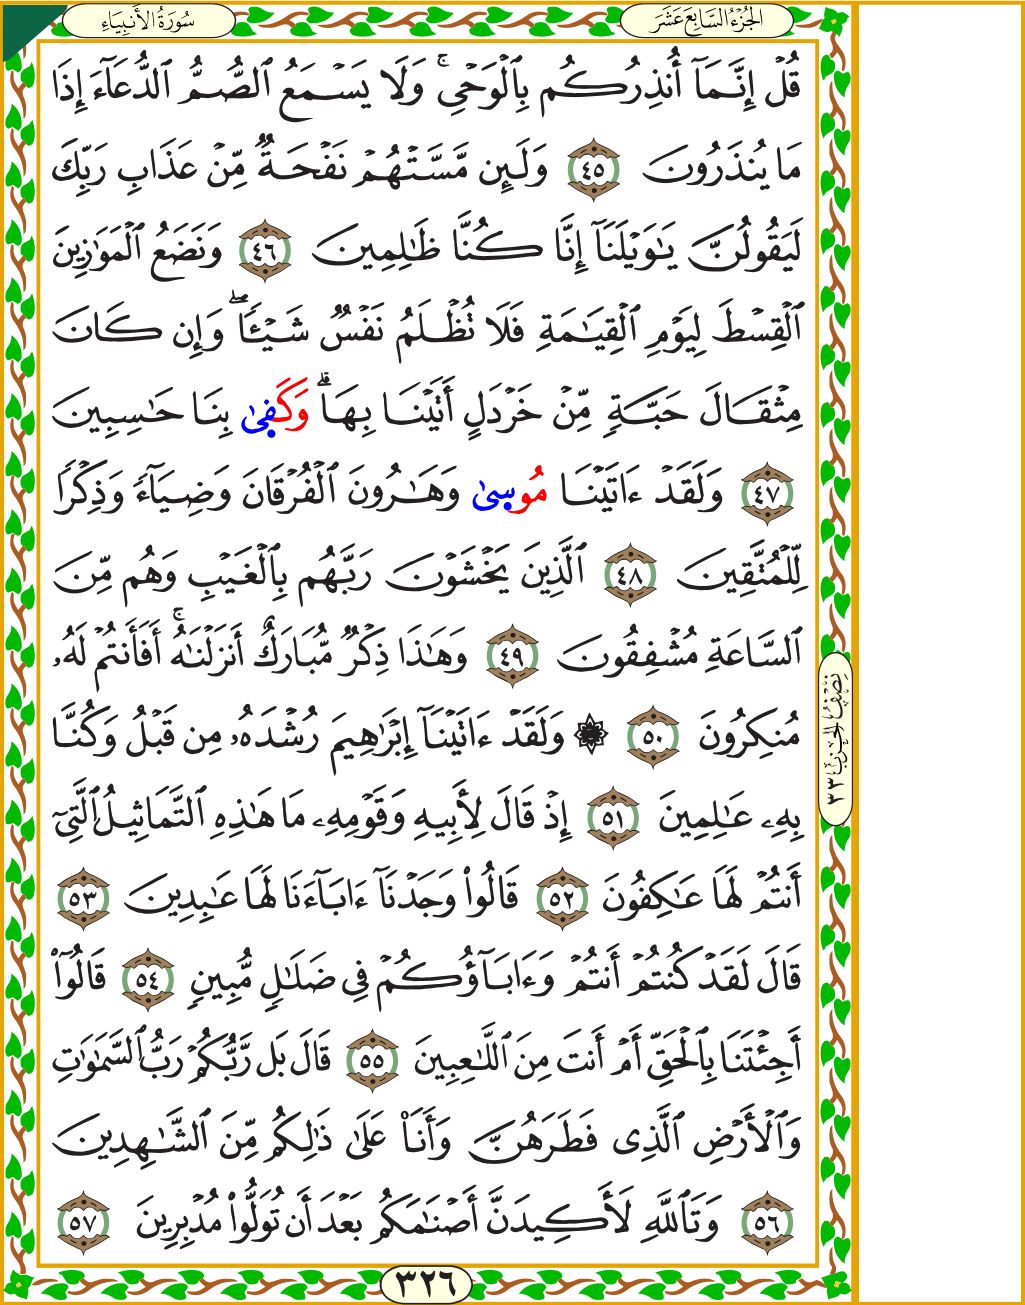 سُورَةُ الأَنبِيَاءِ
الجُزْءُ السَّابِعَ عَشَرَ
قُلْ إِنَّمَآ أُنذِرُكُم بِٱلْوَحْىِ ۚ وَلَا يَسْمَعُ ٱلصُّمُّ ٱلدُّعَآءَ إِذَا
مَا يُنذَرُونَ ٤٥ وَلَئِن مَّسَّتْهُمْ نَفْحَةٌ مِّنْ عَذَابِ رَبِّكَ
لَيَقُولُنَّ يَـٰوَيْلَنَآ إِنَّا كُنَّا ظَـٰلِمِينَ ٤٦ وَنَضَعُ ٱلْمَوَٰزِينَ
ٱلْقِسْطَ لِيَوْمِ ٱلْقِيَـٰمَةِ فَلَا تُظْلَمُ نَفْسٌ شَيْـًٔا ۖ وَإِن كَانَ
مِثْقَالَ حَبَّةٍ مِّنْ خَرْدَلٍ أَتَيْنَا بِهَا ۗ وَكَفِىٰ بِنَا حَـٰسِبِينَ
٤٧ وَلَقَدْ ءَاتَيْنَا مُوسِىٰ وَهَـٰرُونَ ٱلْفُرْقَانَ وَضِيَآءً وَذِكْرًا
لِّلْمُتَّقِينَ ٤٨ ٱلَّذِينَ يَخْشَوْنَ رَبَّهُم بِٱلْغَيْبِ وَهُم مِّنَ
ٱلسَّاعَةِ مُشْفِقُونَ ٤٩ وَهَـٰذَا ذِكْرٌ مُّبَارَكٌ أَنزَلْنَـٰهُ ۚ أَفَأَنتُمْ لَهُۥ
مُنكِرُونَ ٥٠ ۞ وَلَقَدْ ءَاتَيْنَآ إِبْرَٰهِيمَ رُشْدَهُۥ مِن قَبْلُ وَكُنَّا
بِهِۦ عَـٰلِمِينَ ٥١ إِذْ قَالَ لِأَبِيهِ وَقَوْمِهِۦ مَا هَـٰذِهِ ٱلتَّمَاثِيلُ ٱلَّتِىٓ
أَنتُمْ لَهَا عَـٰكِفُونَ ٥٢ قَالُوا۟ وَجَدْنَآ ءَابَآءَنَا لَهَا عَـٰبِدِينَ ٥٣
قَالَ لَقَدْ كُنتُمْ أَنتُمْ وَءَابَآؤُكُمْ فِى ضَلَـٰلٍ مُّبِينٍ ٥٤ قَالُوٓا۟
أَجِئْتَنَا بِٱلْحَقِّ أَمْ أَنتَ مِنَ ٱللَّـٰعِبِينَ ٥٥ قَالَ بَل رَّبُّكُمْ رَبُّ ٱلسَّمَـٰوَٰتِ
وَٱلْأَرْضِ ٱلَّذِى فَطَرَهُنَّ وَأَنَا۠ عَلَىٰ ذَٰلِكُم مِّنَ ٱلشَّـٰهِدِينَ
٥٦ وَتَٱللَّهِ لَأَكِيدَنَّ أَصْنَـٰمَكُم بَعْدَ أَن تُوَلُّوا۟ مُدْبِرِينَ ٥٧
نِصْفُ الحِزْبِ ٣٣
٣٢٦